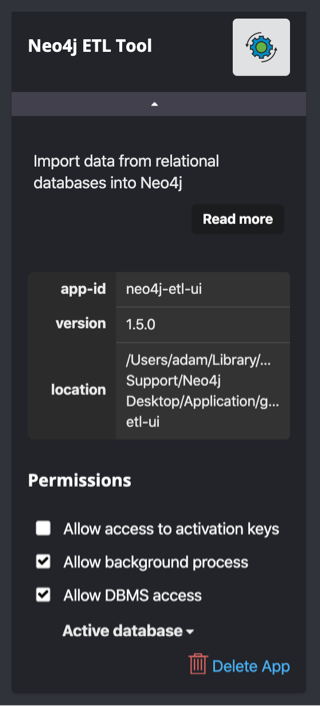 Neo4j ETL Tool
Import data from relational
databases into Neo4j
Read more
app-id neo4j-etl-ui
version 1.5.0
location /Users/adam/Library/...
Support/Neo4j
Desktop/Application/g...
etl-ui
Permissions
Allow access to activation keys
Allow background process
Allow DBMS access
Active database
Delete App